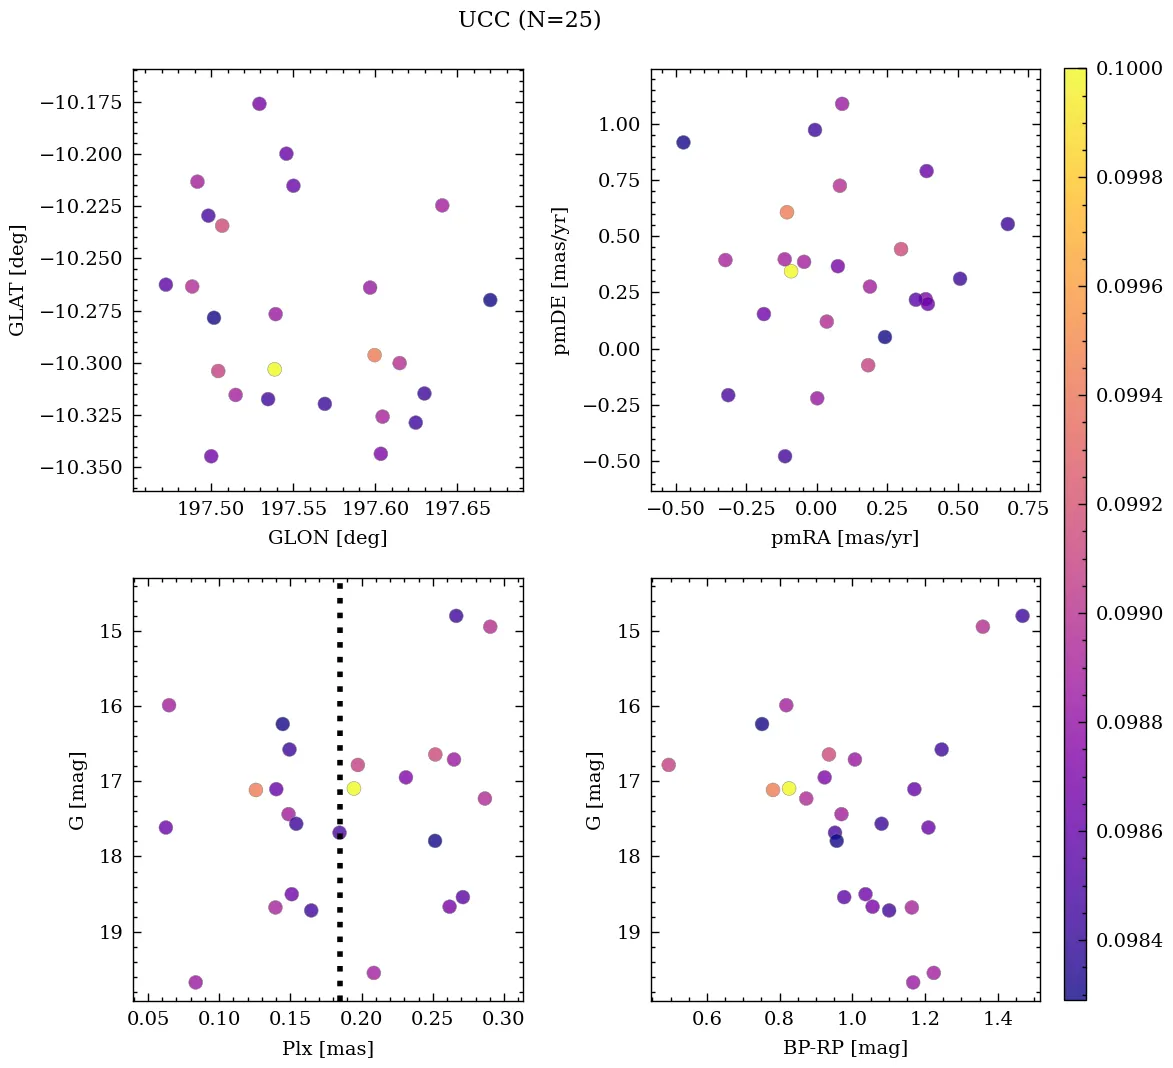 UCC (N=25)
−10.175
−10.200
−10.225
−10.250
−10.275
−10.300
−10.325
−10.350
GLAT [deg]
197.50 197.55 197.60 197.65
GLON [deg]
1.00
0.75
0.50
0.25
0.00
−0.25
−0.50
pmDE [mas/yr]
−0.50 −0.25 0.00 0.25 0.50 0.75
pmRA [mas/yr]
15
16
17
18
19
G [mag]
0.05 0.10 0.15 0.20 0.25 0.30
Plx [mas]
15
16
17
18
19
G [mag]
0.6 0.8 1.0 1.2 1.4
BP-RP [mag]
0.1000
0.0998
0.0996
0.0994
0.0992
0.0990
0.0988
0.0986
0.0984